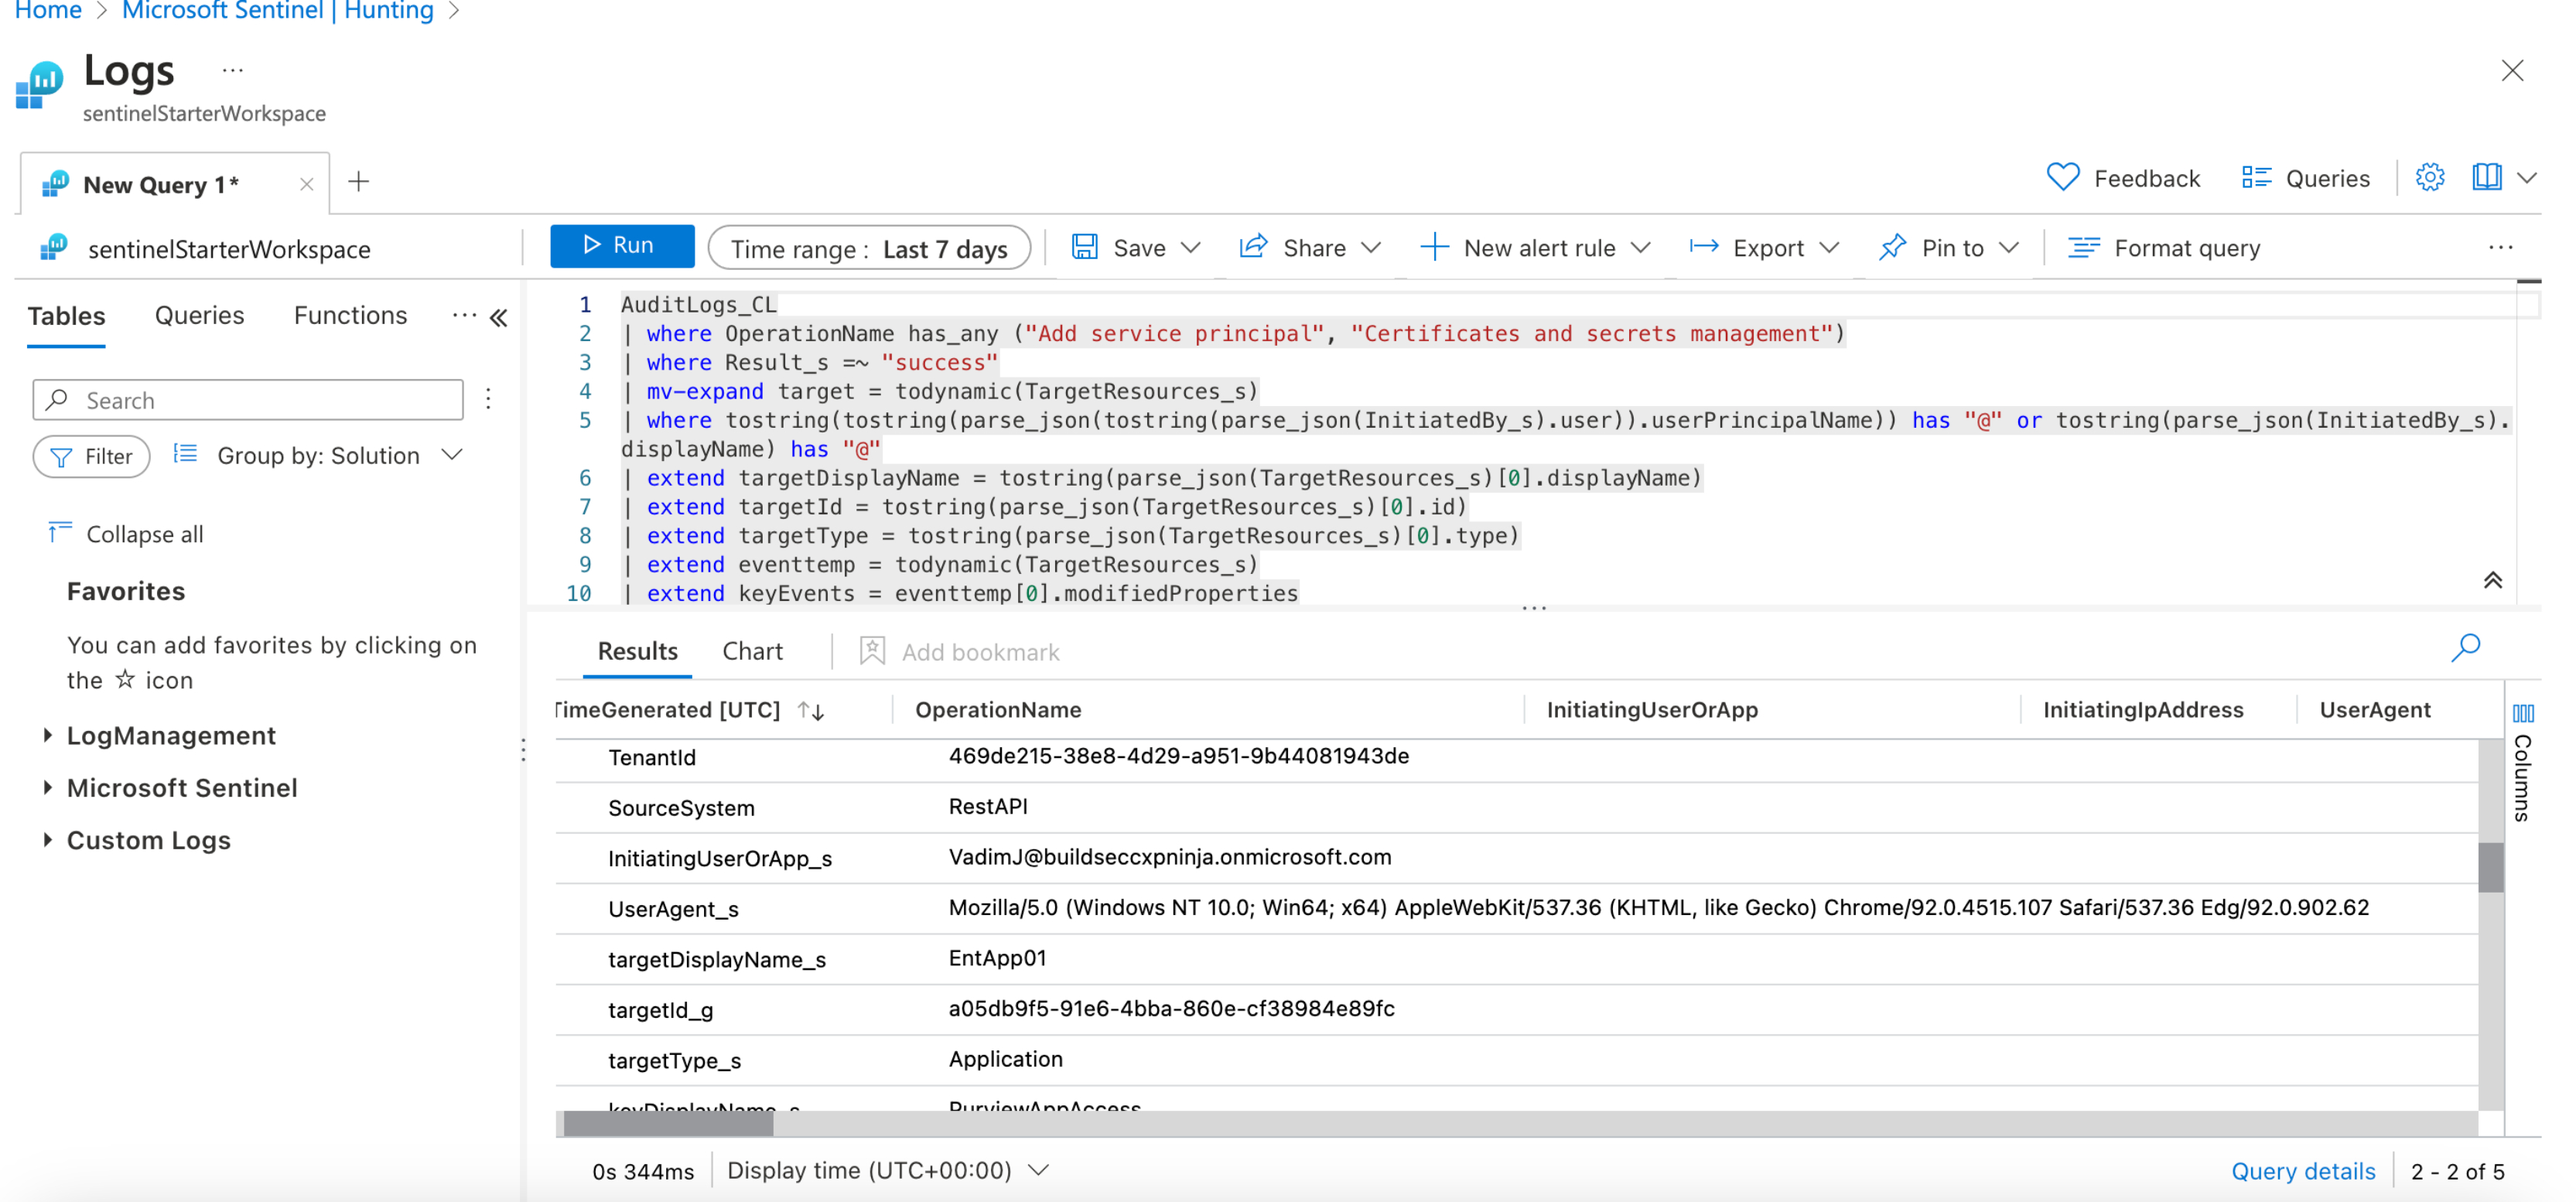 Home > Microsoft Sentinel | Hunting >
Logs ...
sentinelStarterWorkspace
New Query 1*
Feedback
Queries
sentinelStarterWorkspace
Run
Time range : Last 7 days
Save
Share
New alert rule
Export
Pin to
Format query
Tables
Queries
Functions
Search
Filter
Group by: Solution
Collapse all
Favorites
You can add favorites by clicking on
the ☆ icon
LogManagement
Microsoft Sentinel
Custom Logs
1 AuditLogs_CL
2 | where OperationName has_any ("Add service principal", "Certificates and secrets management")
3 | where Result_s =~ "success"
4 | mv-expand target = todynamic(TargetResources_s)
5 | where tostring(tostring(parse_json(tostring(parse_json(InitiatedBy_s).user)).userPrincipalName)) has "@" or tostring(parse_json(InitiatedBy_s).
displayName) has "@"
6 | extend targetDisplayName = tostring(parse_json(TargetResources_s)[0].displayName)
7 | extend targetId = tostring(parse_json(TargetResources_s)[0].id)
8 | extend targetType = tostring(parse_json(TargetResources_s)[0].type)
9 | extend eventtemp = todynamic(TargetResources_s)
10 | extend keyEvents = eventtemp[0].modifiedProperties
Results
Chart
Add bookmark
TimeGenerated [UTC] OperationName InitiatingUserOrApp InitiatingIpAddress UserAgent
Columns
TenantId 469de215-38e8-4d29-a951-9b44081943de
SourceSystem RestAPI
InitiatingUserOrApp_s VadimJ@buildseccxpninja.onmicrosoft.com
UserAgent_s Mozilla/5.0 (Windows NT 10.0; Win64; x64) AppleWebKit/537.36 (KHTML, like Gecko) Chrome/92.0.4515.107 Safari/537.36 Edg/92.0.902.62
targetDisplayName_s EntApp01
targetId_g a05db9f5-91e6-4bba-860e-cf38984e89fc
targetType_s Application
keyDisplayName_s PurviewAppAccess
0s 344ms
Display time (UTC+00:00)
Query details
2 - 2 of 5